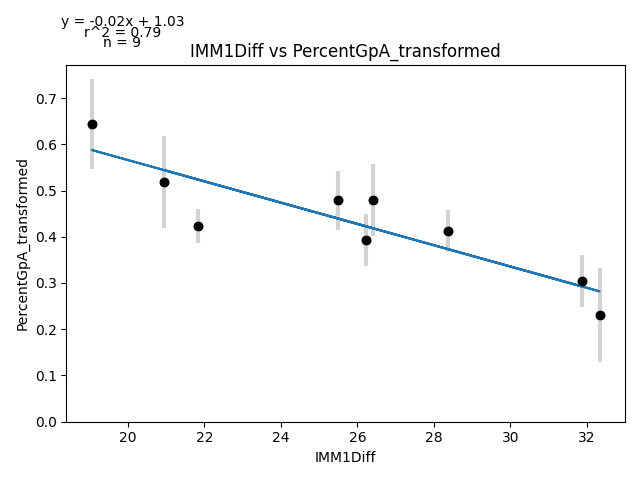 y = -0.02x + 1.03
r^2 = 0.79
n = 9
IMM1Diff vs PercentGpA_transformed
PercentGpA_transformed
0.7
0.6
0.5
0.4
0.3
0.2
0.1
0.0
20 22 24 26 28 30 32
IMM1Diff